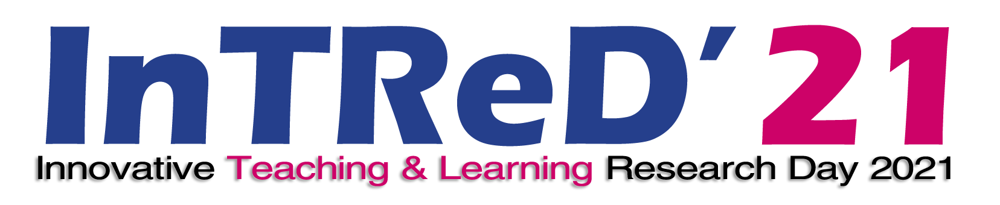 InTReD’21
Innovative Teaching & Learning Research Day 2021